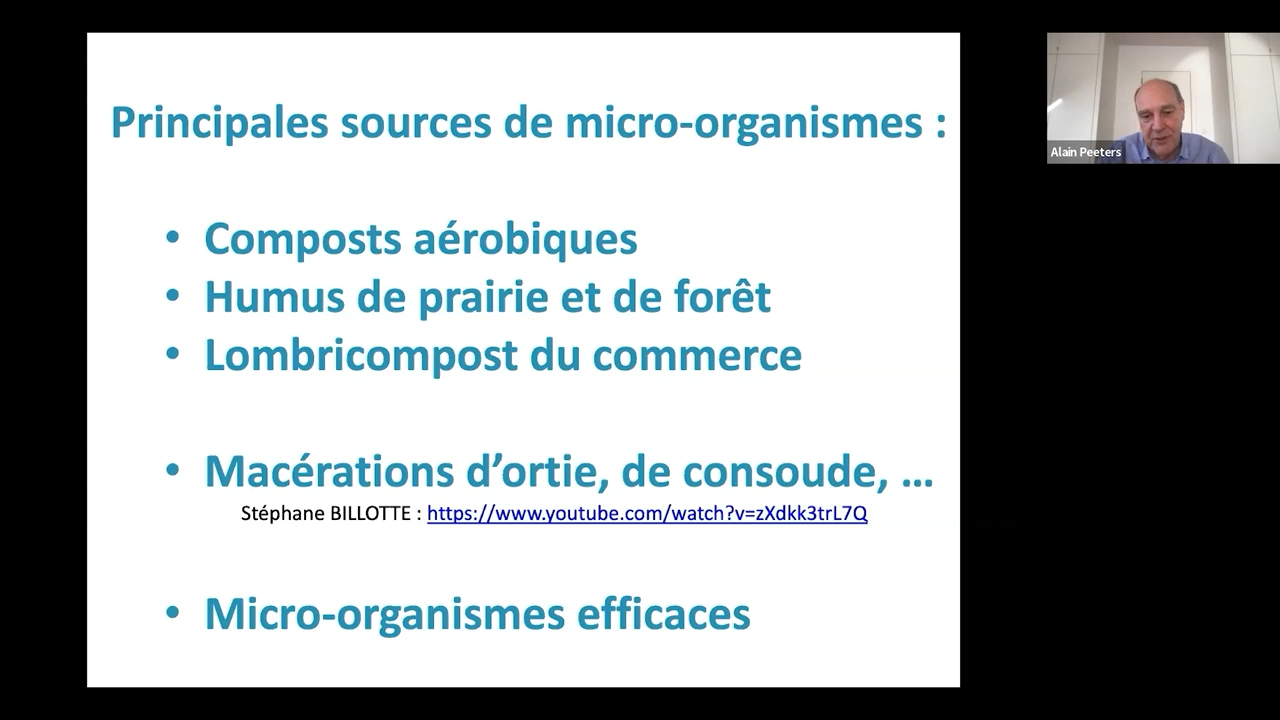 Principales sources de micro-organismes :
• Composts aérobiques
• Humus de prairie et de forêt
• Lombricompost du commerce
• Macérations d’ortie, de consoude, ...
Stéphane BILLOTTE : https://www.youtube.com/watch?v=zXdkk3trL7Q
• Micro-organismes efficaces
Alain Peeters